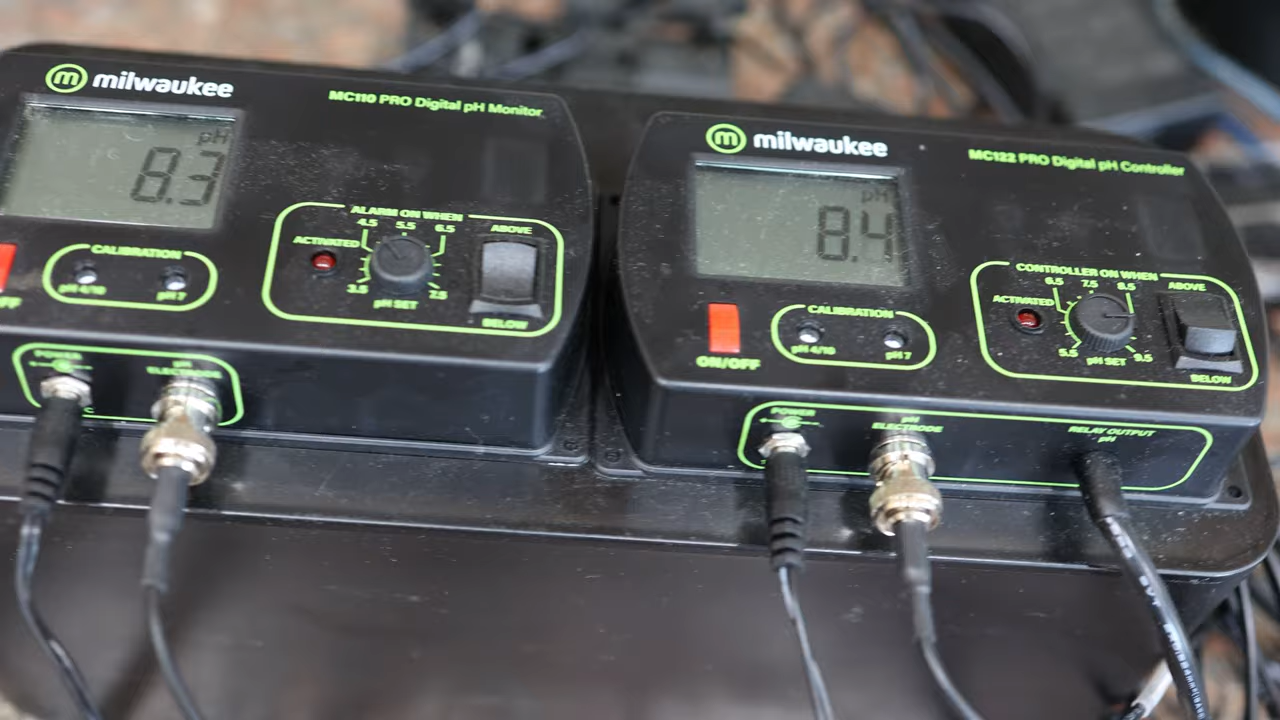 m milwaukee
MC110 PRO Digital pH Monitor
pH
8.3
ALARM ON WHEN
4.5 5.5 6.5
ACTIVATED
3.5 7.5
pH SET
ABOVE
BELOW
CALIBRATION
pH 4/10 pH 7
FF
POWER
pH
ELECTRODE
m milwaukee
MC122 PRO Digital pH Controller
pH
8.4
CONTROLLER ON WHEN
6.5 7.5 8.5
ACTIVATED
5.5 9.5
pH SET
ABOVE
BELOW
ON/OFF
CALIBRATION
pH 4/10 pH 7
POWER
pH
ELECTRODE
RELAY OUTPUT
pH